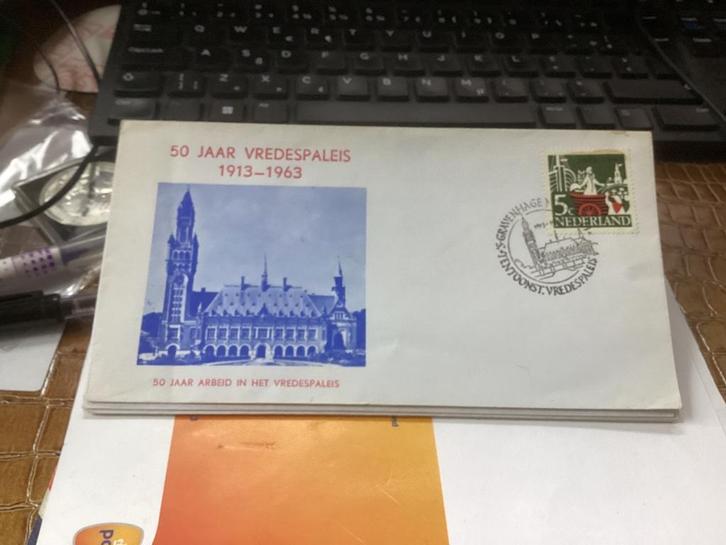 50 JAAR VREDESPALEIS
1913–1963
5c
NEDERLAND
'S-GRAVENHAGE
TENTOONST. VREDESPALEIS
50 JAAR ARBEID IN HET VREDESPALEIS